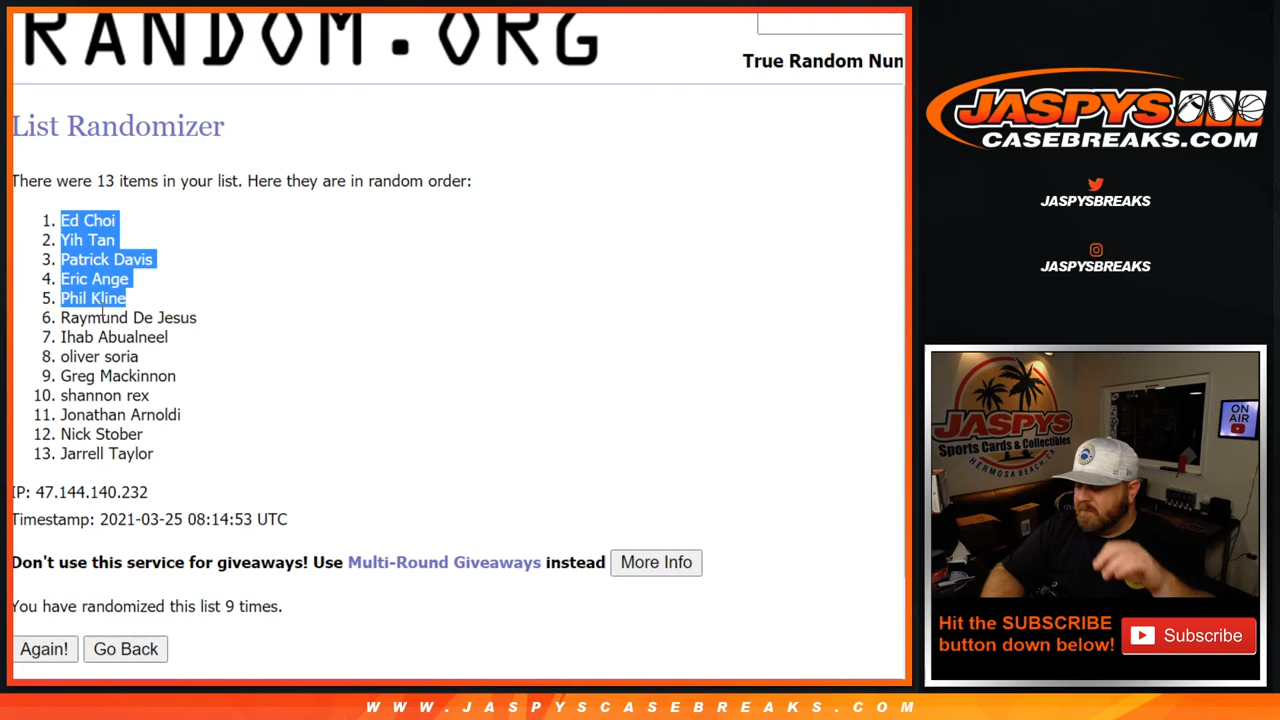 RANDOM.ORG
True Random Num
List Randomizer
There were 13 items in your list. Here they are in random order:
1. Ed Choi
2. Yih Tan
3. Patrick Davis
4. Eric Ange
5. Phil Kline
6. Raymund De Jesus
7. Ihab Abualneel
8. oliver soria
9. Greg Mackinnon
10. shannon rex
11. Jonathan Arnoldi
12. Nick Stober
13. Jarrell Taylor
IP: 47.144.140.232
Timestamp: 2021-03-25 08:14:53 UTC
Don't use this service for giveaways! Use Multi-Round Giveaways instead More Info
You have randomized this list 9 times.
Again! Go Back
JASPYS
CASEBREAKS.COM
JASPYSBREAKS
JASPYSBREAKS
JASPYS
Sports Cards & Collectibles
HERMOSA BEACH, CA
ON
AIR
Hit the SUBSCRIBE
button down below!
Subscribe
WWW.JASPYSCASEBREAKS.COM